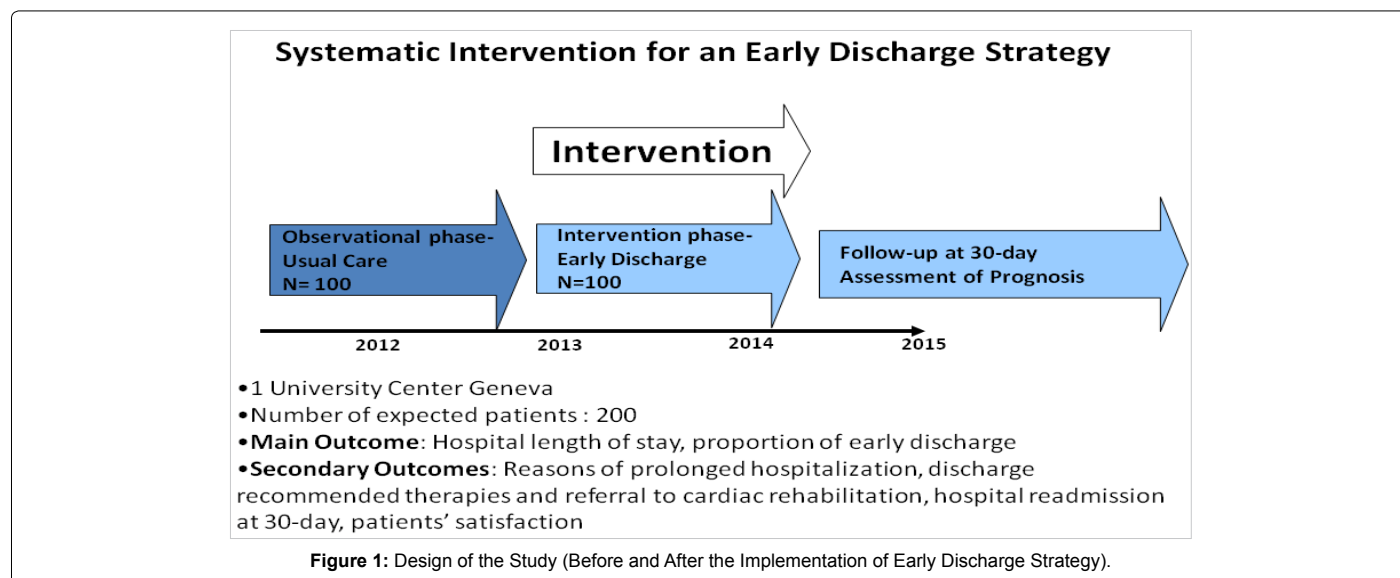 Systematic Intervention for an Early Discharge Strategy
Intervention
Observational phase-
Usual Care
N= 100
Intervention phase-
Early Discharge
N=100
Follow-up at 30-day
Assessment of Prognosis
2012
2013
2014
2015
•1 University Center Geneva
•Number of expected patients : 200
•Main Outcome: Hospital length of stay, proportion of early discharge
•Secondary Outcomes: Reasons of prolonged hospitalization, discharge
recommended therapies and referral to cardiac rehabilitation, hospital readmission
at 30-day, patients’ satisfaction
Figure 1: Design of the Study (Before and After the Implementation of Early Discharge Strategy).